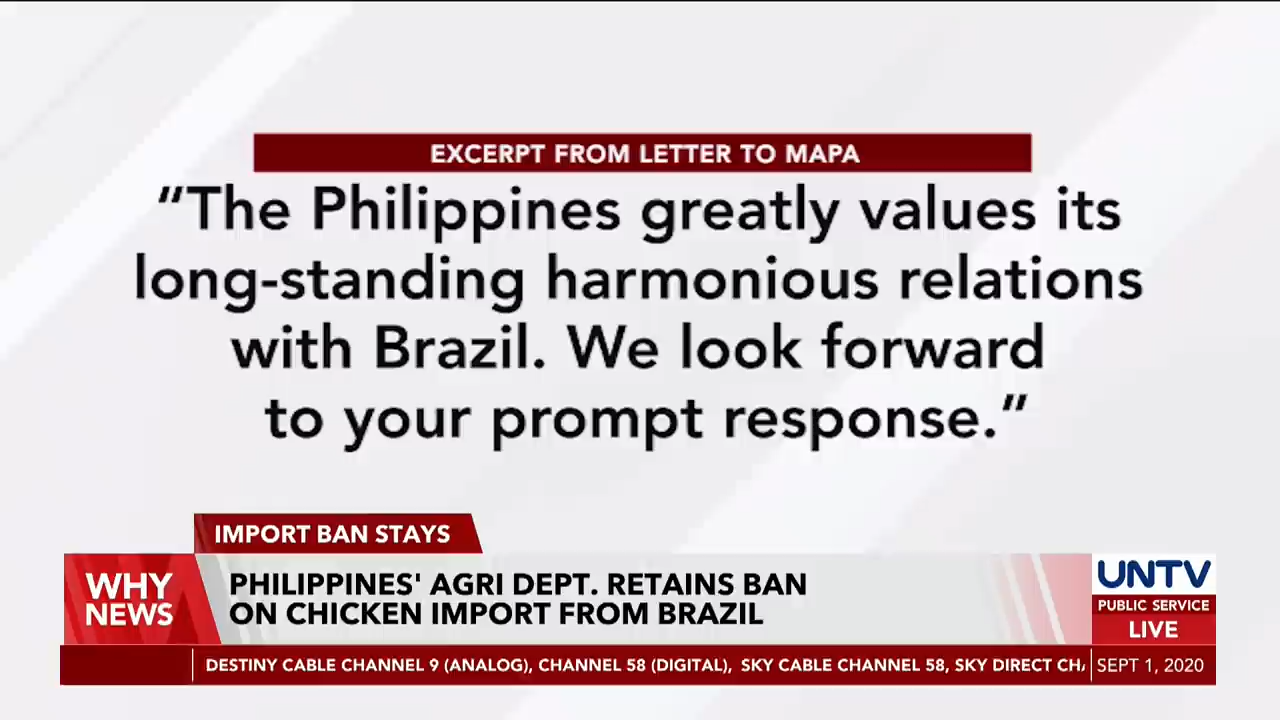 EXCERPT FROM LETTER TO MAPA
“The Philippines greatly values its
long-standing harmonious relations
with Brazil. We look forward
to your prompt response.”
IMPORT BAN STAYS
WHY
NEWS
PHILIPPINES' AGRI DEPT. RETAINS BAN
ON CHICKEN IMPORT FROM BRAZIL
UNTV
PUBLIC SERVICE
LIVE
DESTINY CABLE CHANNEL 9 (ANALOG), CHANNEL 58 (DIGITAL), SKY CABLE CHANNEL 58, SKY DIRECT
SEPT 1, 2020